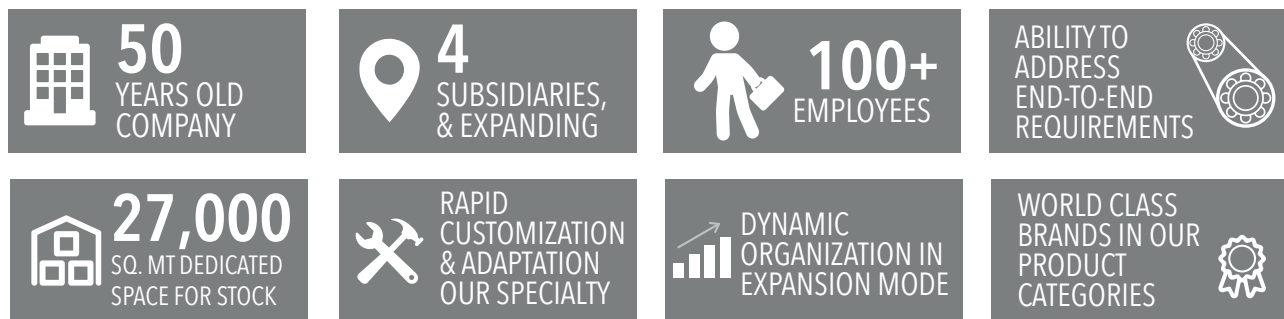 50
YEARS OLD
COMPANY
4
SUBSIDIARIES,
& EXPANDING
100+
EMPLOYEES
ABILITY TO
ADDRESS
END-TO-END
REQUIREMENTS
27,000
SQ. MT DEDICATED
SPACE FOR STOCK
RAPID
CUSTOMIZATION
& ADAPTATION
OUR SPECIALTY
DYNAMIC
ORGANIZATION IN
EXPANSION MODE
WORLD CLASS
BRANDS IN OUR
PRODUCT
CATEGORIES